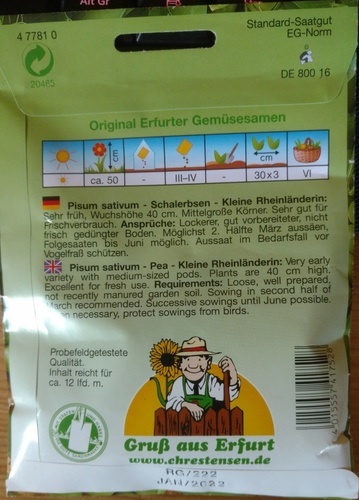 Alt Gr
4 7781 0
Standard-Saatgut
EG-Norm
20465
DE 800 16
Original Erfurter Gemüsesamen
cm
cm
ca. 50
-
III–IV
-
30x3
VI
Pisum sativum - Schalerbsen - Kleine Rheinländerin:
Sehr früh, Wuchshöhe 40 cm. Mittelgroße Körner. Sehr gut für
Frischverbrauch. Ansprüche: Lockerer, gut vorbereiteter, nicht
frisch gedüngter Boden. Möglichst 2. Hälfte März aussäen,
Folgesaaten bis Juni möglich. Aussaat im Bedarfsfall vor
Vogelfraß schützen.
Pisum sativum - Pea - Kleine Rheinländerin: Very early
variety with medium-sized pods. Plants are 40 cm high.
Excellent for fresh use. Requirements: Loose, well prepared,
not recently manured garden soil. Sowing in second half of
March recommended. Successive sowings until June possible.
necessary, protect sowings from birds.
Probefeldgetestete
Qualität.
Inhalt reicht für
ca. 12 lfd. m.
Gruß aus Erfurt
www.chrestensen.de
JAN/2022